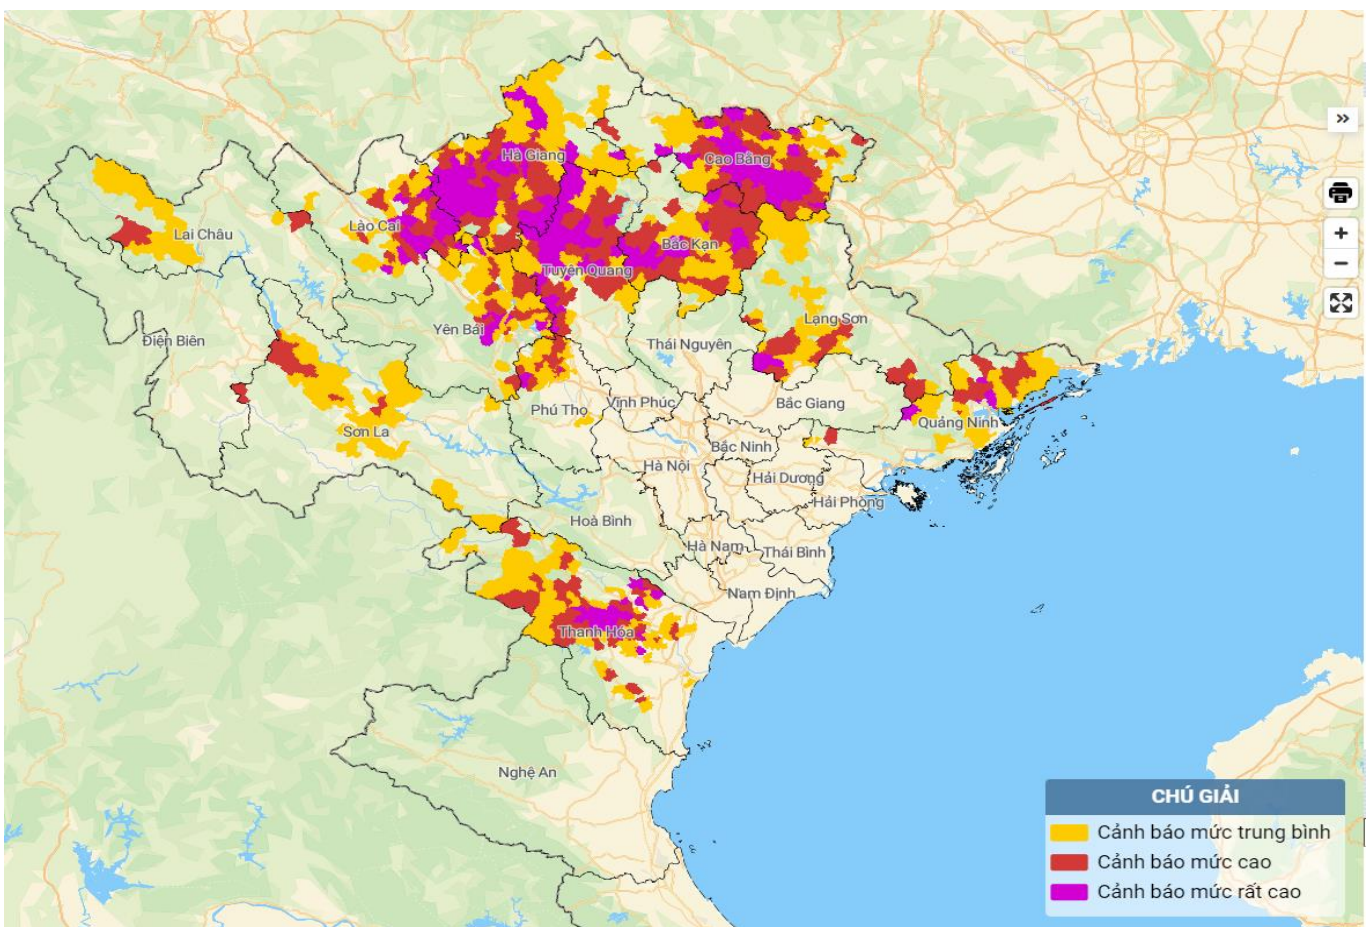 Hà Giang
Cao Bằng
Lào Cai
Lai Châu
Bắc Kạn
Tuyên Quang
Lạng Sơn
Yên Bái
Điện Biên
Thái Nguyên
Phú Thọ
Vĩnh Phúc
Bắc Giang
Quảng Ninh
Sơn La
Bắc Ninh
Hà Nội
Hải Dương
Hải Phòng
Hoà Bình
Hà Nam
Thái Bình
Nam Định
Thanh Hóa
Nghệ An
CHÚ GIẢI
Cảnh báo mức trung bình
Cảnh báo mức cao
Cảnh báo mức rất cao